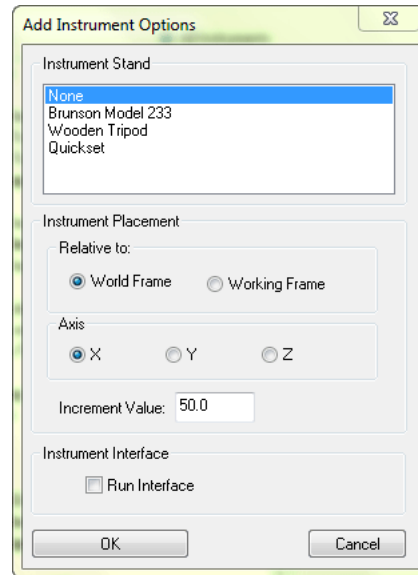 Add Instrument Options
Instrument Stand
None
Brunson Model 233
Wooden Tripod
Quickset
Instrument Placement
Relative to:
World Frame Working Frame
Axis
X Y Z
Increment Value: 50.0
Instrument Interface
Run Interface
OK Cancel